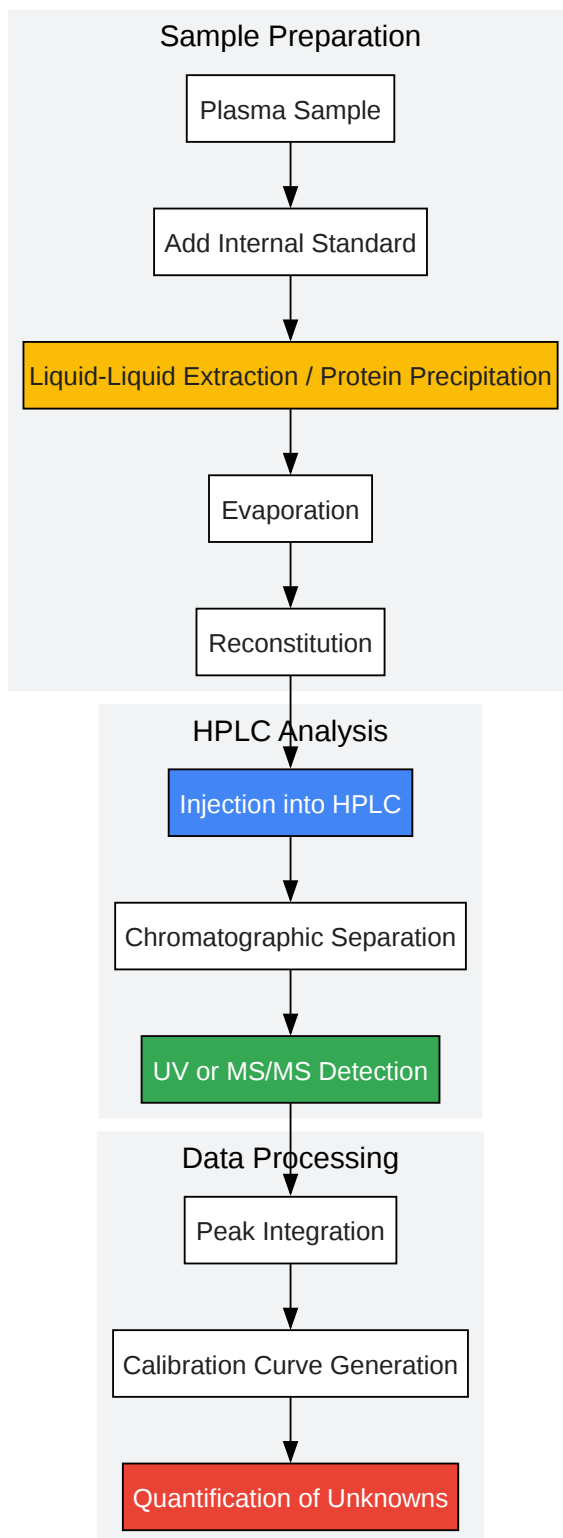 Sample Preparation
Plasma Sample
Add Internal Standard
Liquid-Liquid Extraction / Protein Precipitation
Evaporation
Reconstitution
HPLC Analysis
Injection into HPLC
Chromatographic Separation
UV or MS/MS Detection
Data Processing
Peak Integration
Calibration Curve Generation
Quantification of Unknowns